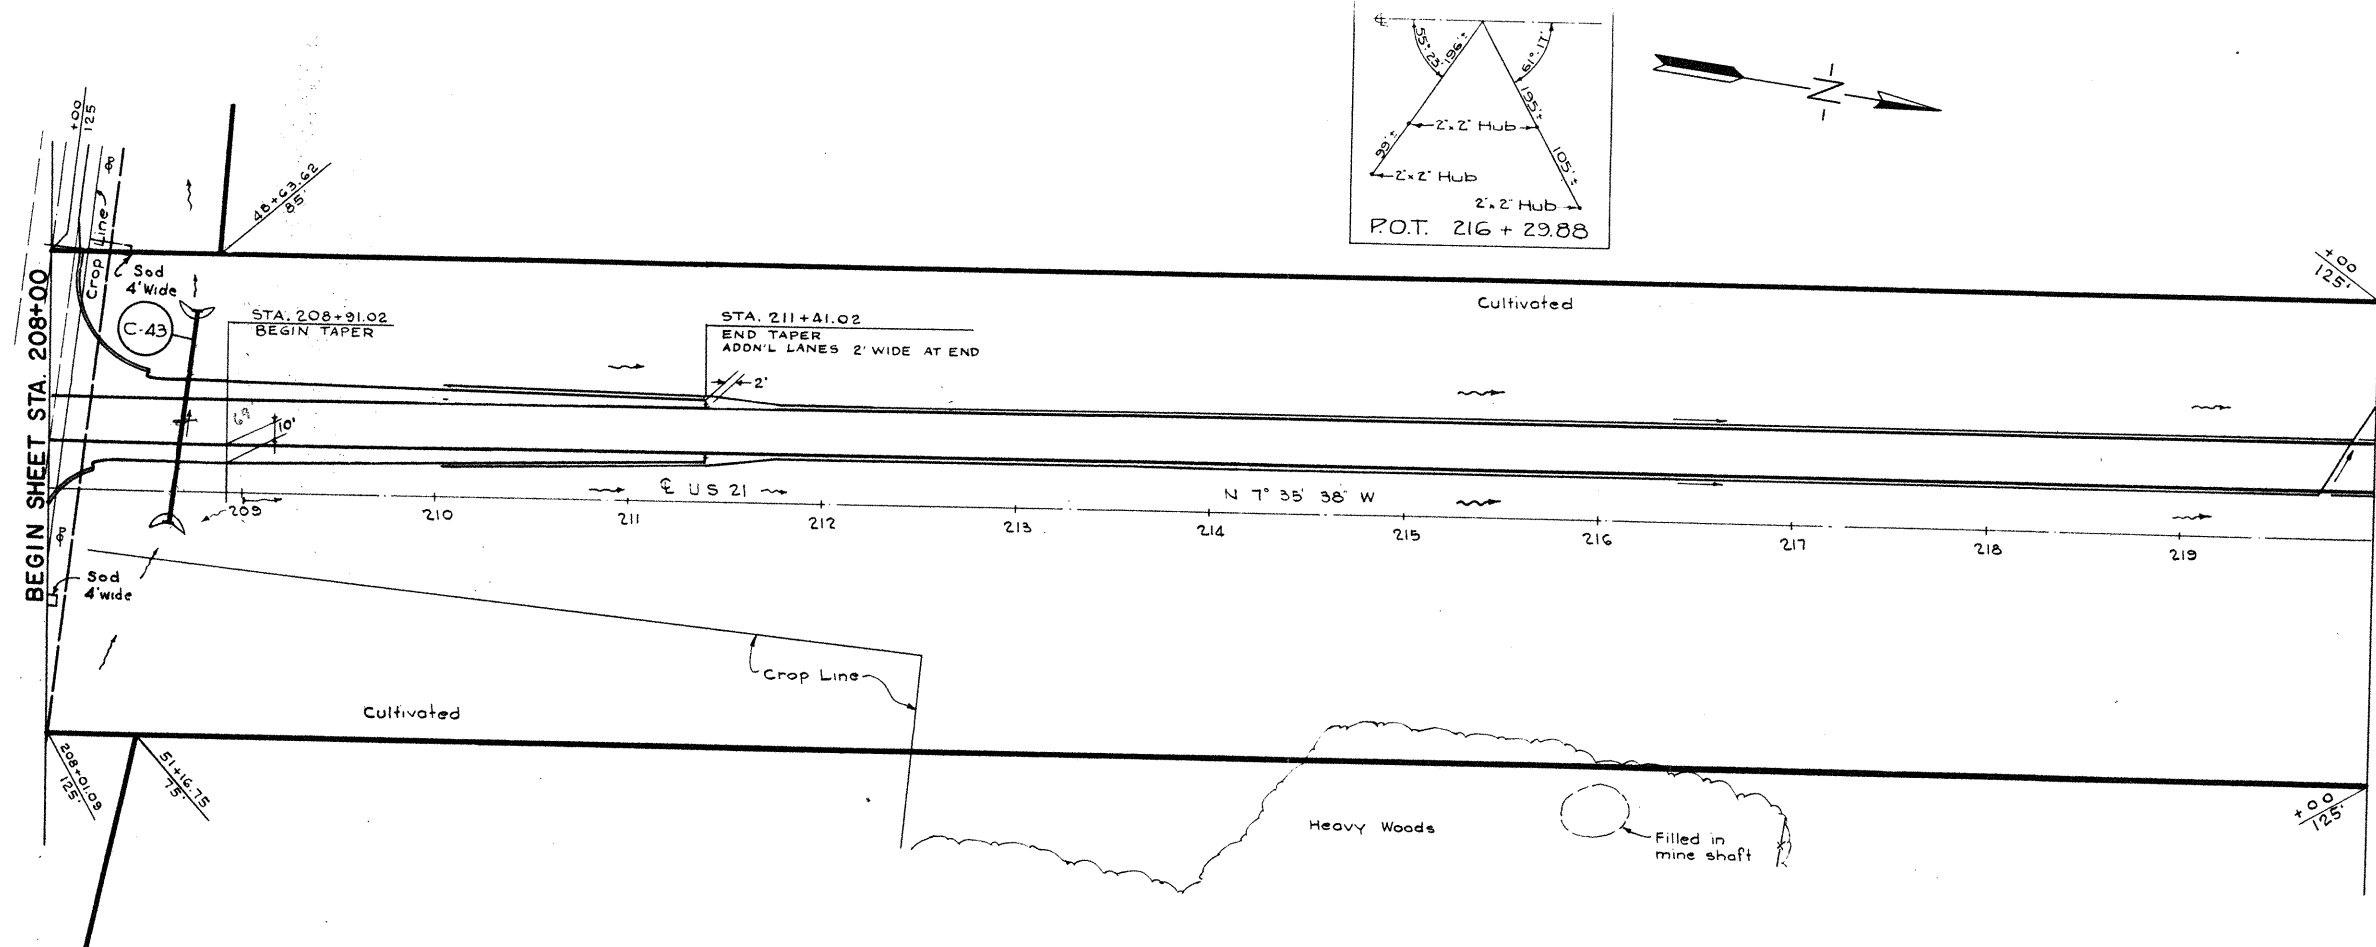 BEGIN SHEET STA. 208+00
+00
125
Crop Line
Sod
4' Wide
C-43
48+63.62
85'
STA. 208+91.02
BEGIN TAPER
69'
10'
STA. 211+41.02
END TAPER
ADDN'L LANES 2' WIDE AT END
2'
℄
55°23'
196'±
61°17'
195'±
2"x2" Hub
99'±
105'±
2"x2" Hub
2"x2" Hub
P.O.T. 216 + 29.88
N
+00
125'
Cultivated
℄ US 21
N 7° 35' 38" W
209
210
211
212
213
214
215
216
217
218
219
Sod
4' wide
Crop Line
Cultivated
208+01.09
125'
51+16.75
75'
Heavy Woods
Filled in
mine shaft
+00
125'